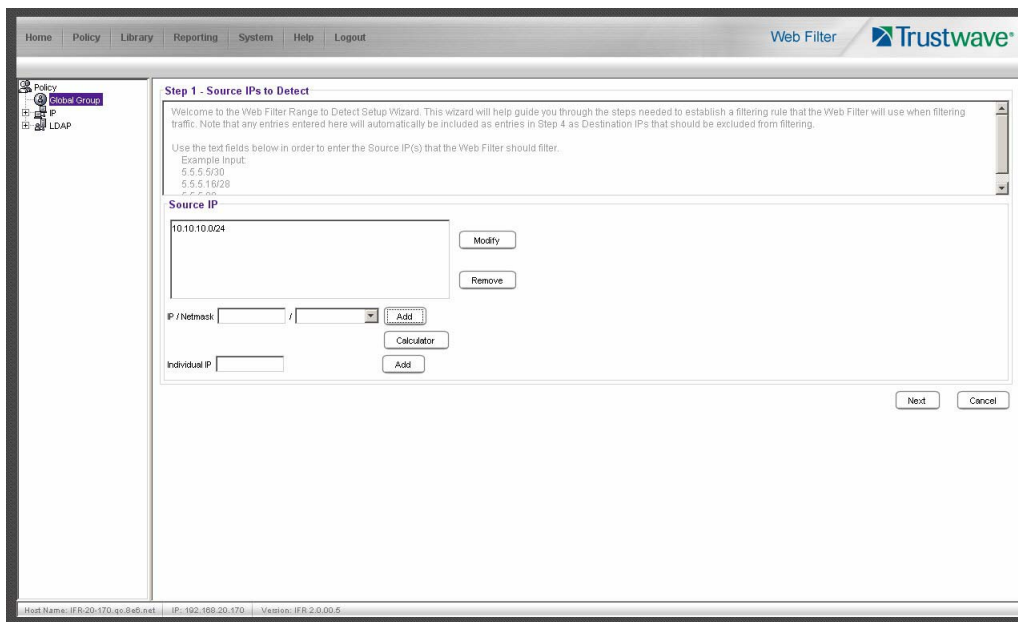 Home Policy Library Reporting System Help Logout
Web Filter Trustwave
Policy
Global Group
IP
LDAP
Step 1 - Source IPs to Detect
Welcome to the Web Filter Range to Detect Setup Wizard. This wizard will help guide you through the steps needed to establish a filtering rule that the Web Filter will use when filtering
traffic. Note that any entries entered here will automatically be included as entries in Step 4 as Destination IPs that should be excluded from filtering.
Use the text fields below in order to enter the Source IP(s) that the Web Filter should filter.
Example Input:
5.5.5.5/30
5.5.5.16/28
Source IP
10.10.10.0/24
Modify
Remove
IP / Netmask / Add
Calculator
Individual IP Add
Next Cancel
Host Name: IFR-20-170.qc.8e6.net IP: 192.168.20.170 Version: IFR 2.0.00.5